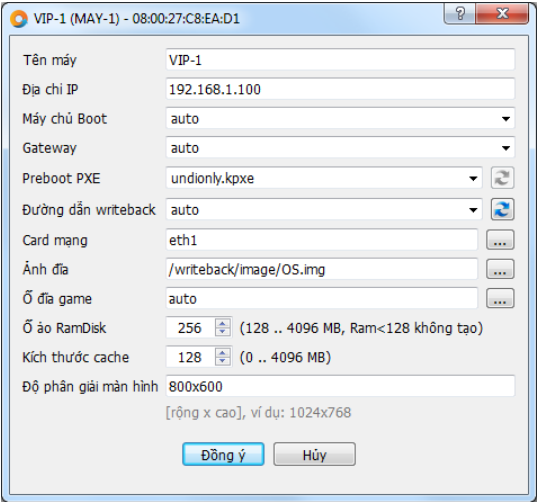 VIP-1 (MAY-1) - 08:00:27:C8:EA:D1
Tên máy VIP-1
Địa chỉ IP 192.168.1.100
Máy chủ Boot auto
Gateway auto
Preboot PXE undionly.kpxe
Đường dẫn writeback auto
Card mạng eth1 ...
Ảnh đĩa /writeback/image/OS.img
Ổ đĩa game auto ...
Ổ ảo RamDisk 256 (128 .. 4096 MB, Ram<128 không tạo)
Kích thước cache 128 (0 .. 4096 MB)
Độ phân giải màn hình 800x600
[rộng x cao], ví dụ: 1024x768
Đồng ý Hủy